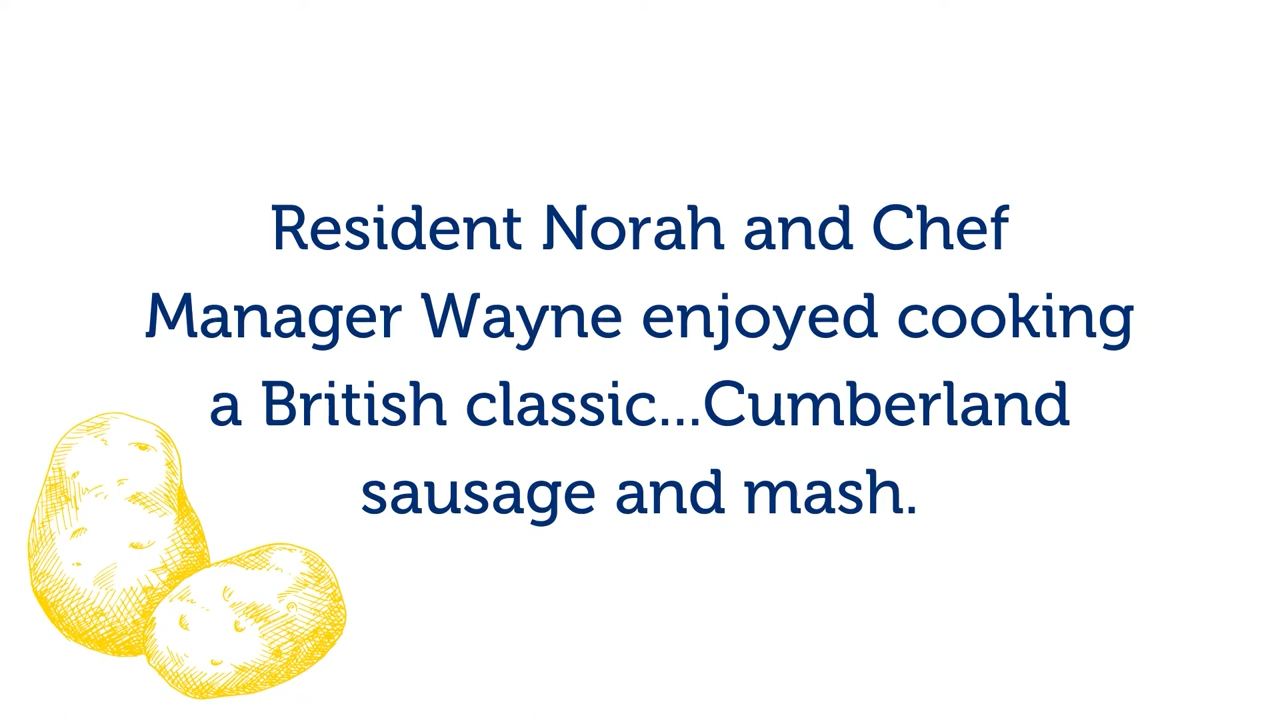 Resident Norah and Chef
Manager Wayne enjoyed cooking
a British classic...Cumberland
sausage and mash.